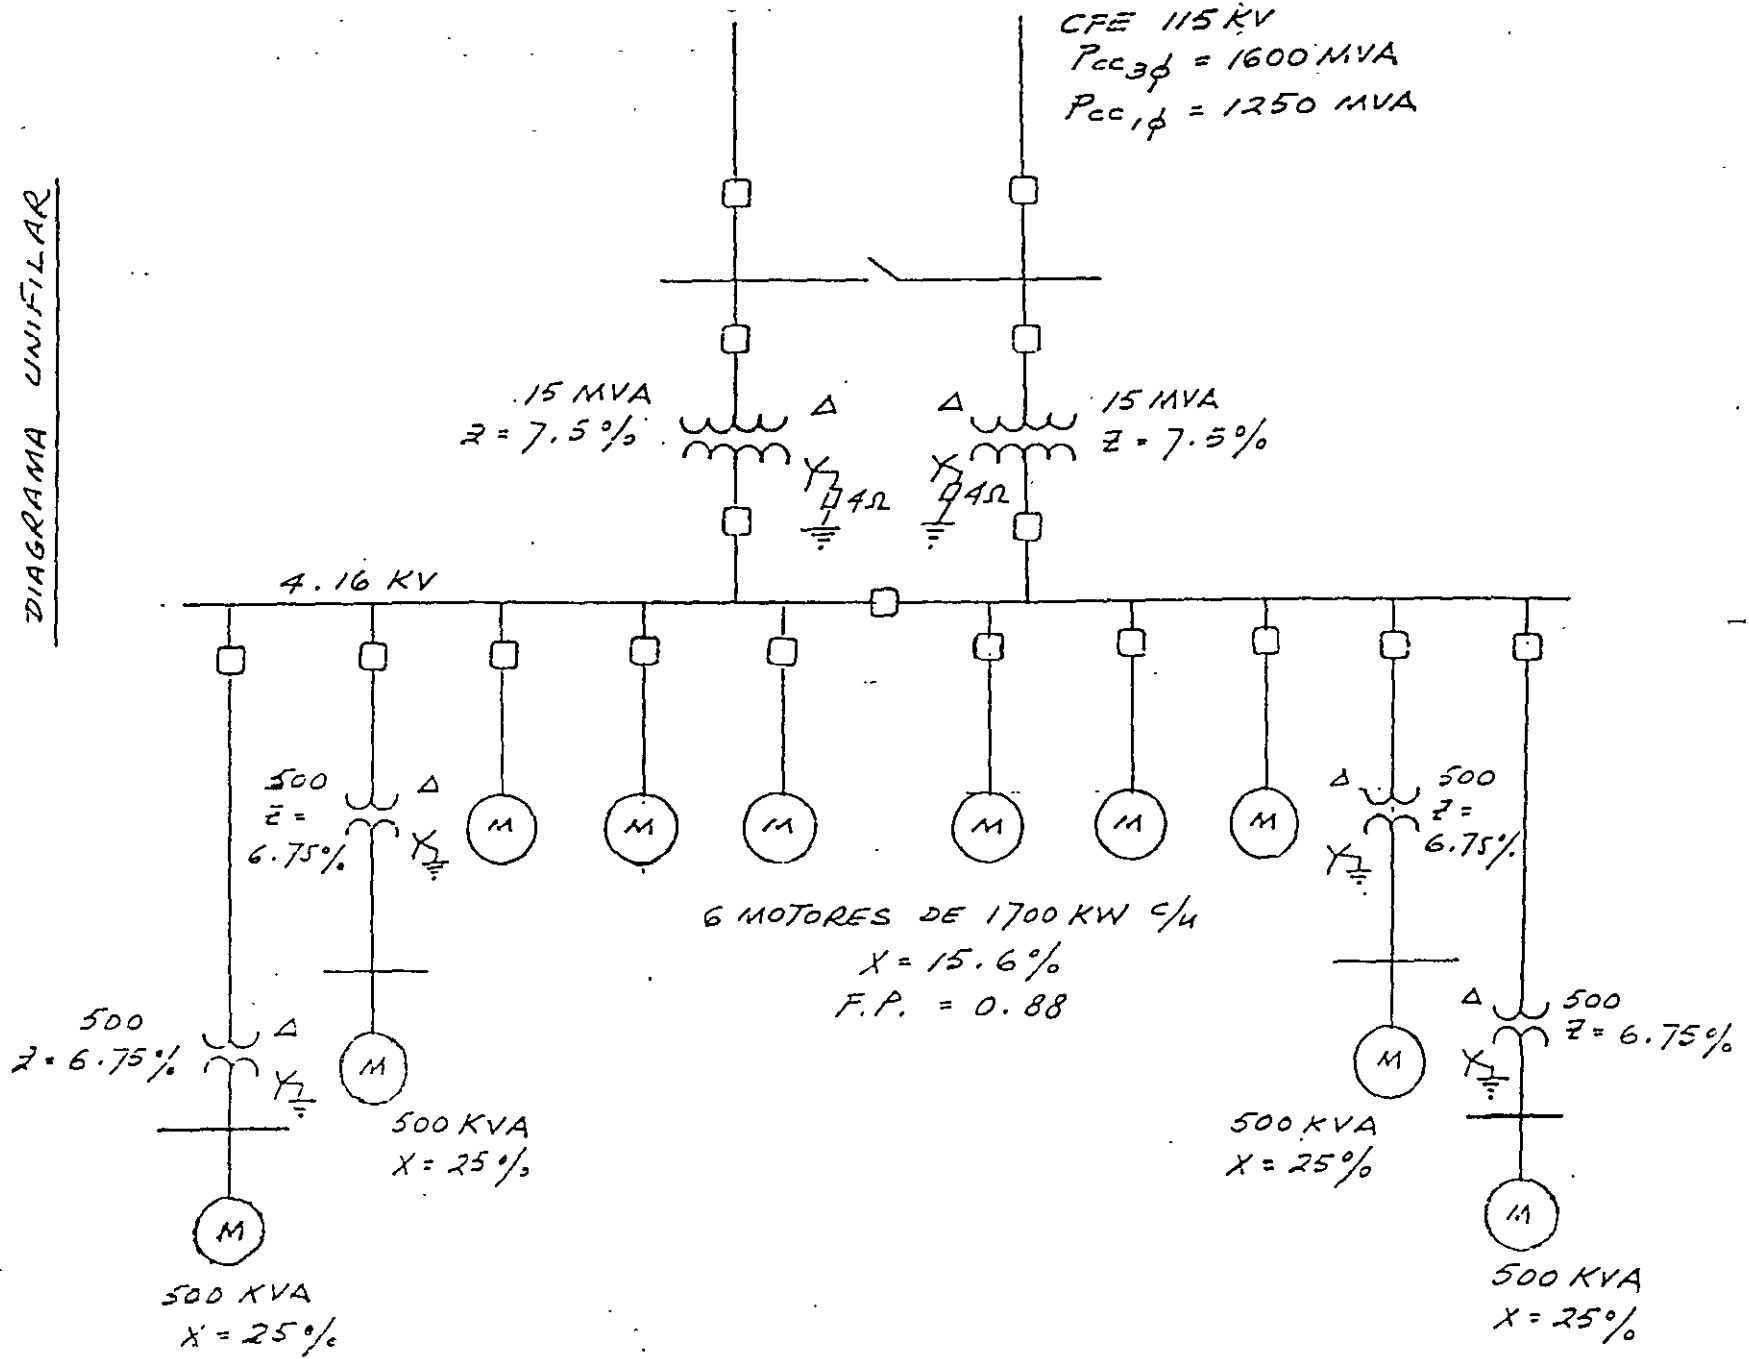 DIAGRAMA UNIFILAR
CFE 115 KV
Pcc3φ = 1600 MVA
Pcc1φ = 1250 MVA
15 MVA
Z = 7.5%
Δ
Y
4Ω
Δ
Y
4Ω
15 MVA
Z = 7.5%
4.16 KV
500
Z =
6.75%
Δ
Y
M
M
M
M
M
M
Δ
Y
500
Z =
6.75%
6 MOTORES DE 1700 KW c/u
X = 15.6%
F.P. = 0.88
500
Z = 6.75%
Δ
Y
M
500 KVA
X = 25%
M
500 KVA
X = 25%
Δ
Y
500
Z = 6.75%
M
500 KVA
X = 25%
M
500 KVA
X = 25%